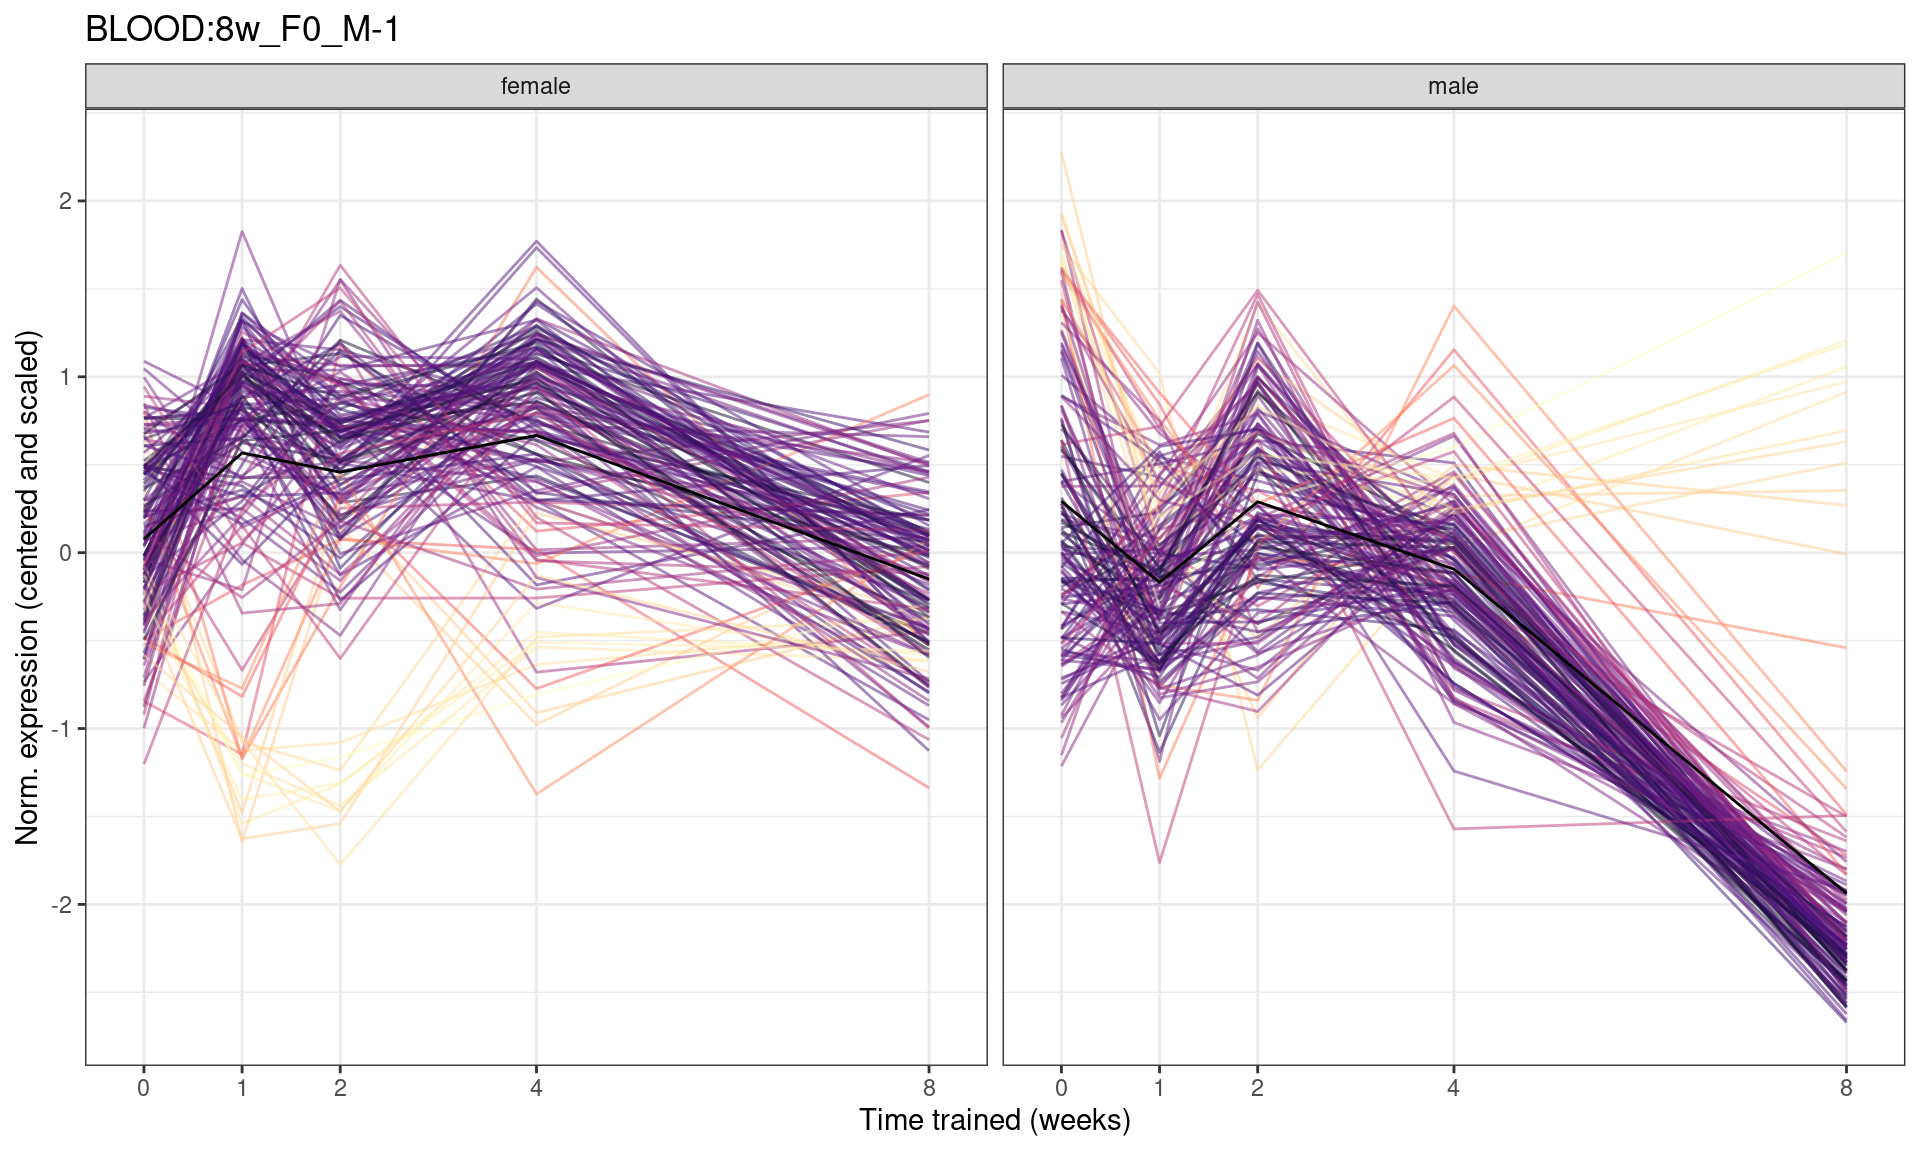 BLOOD:8w_F0_M-1
female
male
Norm. expression (centered and scaled)
2
1
0
-1
-2
0 1 2 4 8
0 1 2 4 8
Time trained (weeks)